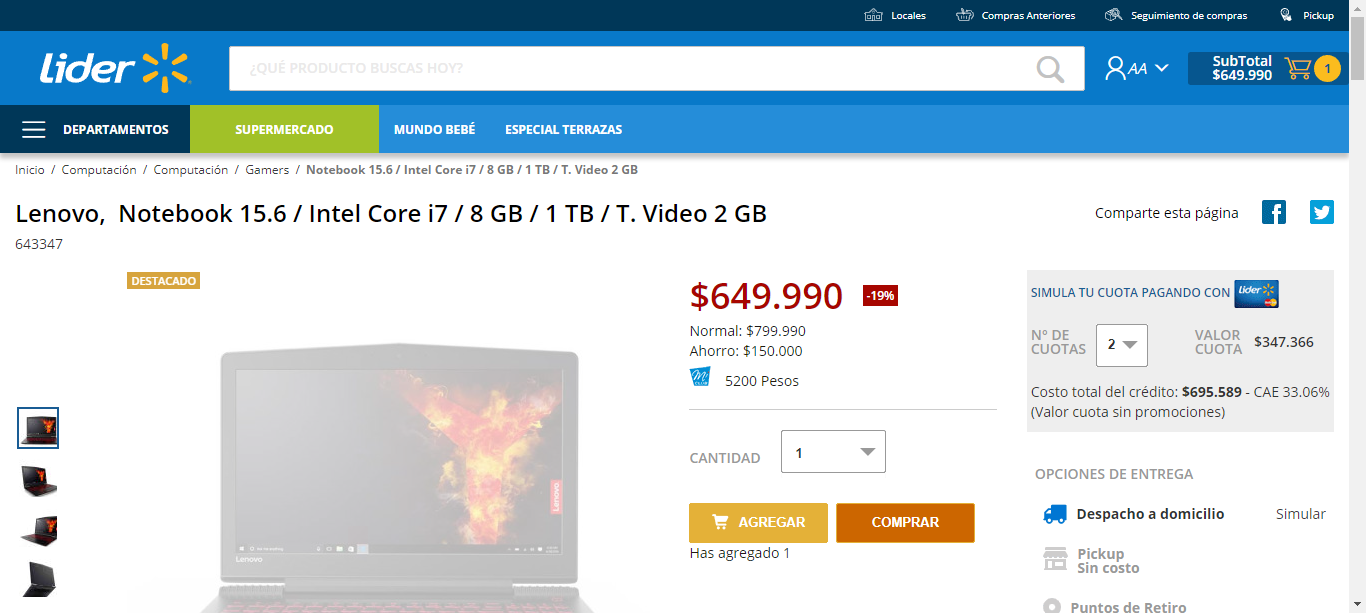 Locales
Compras Anteriores
Seguimiento de compras
Pickup
Lider
¿QUÉ PRODUCTO BUSCAS HOY?
AA
SubTotal
$649.990
1
DEPARTAMENTOS
SUPERMERCADO
MUNDO BEBÉ
ESPECIAL TERRAZAS
Inicio / Computación / Computación / Gamers / Notebook 15.6 / Intel Core i7 / 8 GB / 1 TB / T. Video 2 GB
Lenovo, Notebook 15.6 / Intel Core i7 / 8 GB / 1 TB / T. Video 2 GB
643347
Comparte esta página
DESTACADO
Lenovo
Lenovo
$649.990
-19%
Normal: $799.990
Ahorro: $150.000
Mi CLUB
5200 Pesos
CANTIDAD
1
AGREGAR
COMPRAR
Has agregado 1
SIMULA TU CUOTA PAGANDO CON
Lider
N° DE CUOTAS
2
VALOR CUOTA
$347.366
Costo total del crédito: $695.589 - CAE 33.06%
(Valor cuota sin promociones)
OPCIONES DE ENTREGA
Despacho a domicilio
Simular
Pickup
Sin costo
Puntos de Retiro